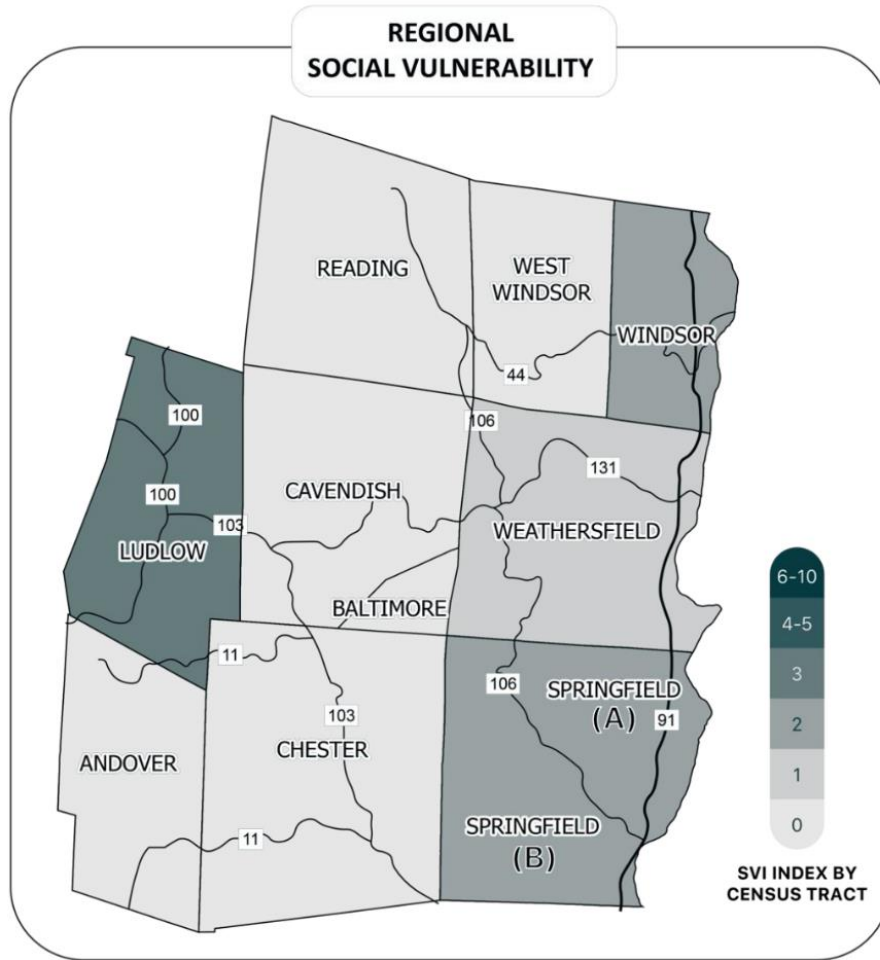 REGIONAL
SOCIAL VULNERABILITY
READING
WEST
WINDSOR
WINDSOR
44
100
106
131
CAVENDISH
100
103
WEATHERSFIELD
LUDLOW
BALTIMORE
11
106
SPRINGFIELD
(A)
91
103
CHESTER
ANDOVER
SPRINGFIELD
(B)
11
6-10
4-5
3
2
1
0
SVI INDEX BY
CENSUS TRACT